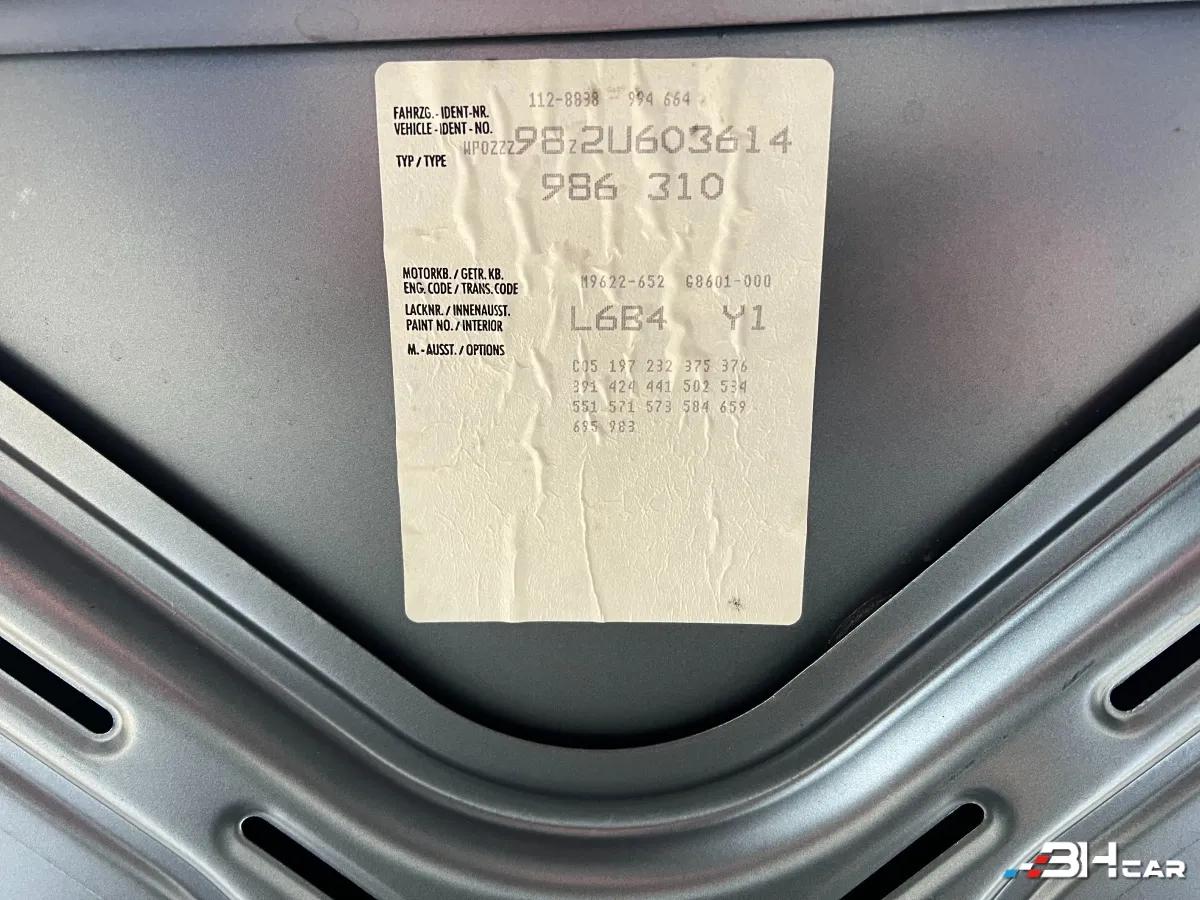 112-8838 994 664
FAHRZG.-IDENT-NR.
VEHICLE-IDENT-NO. WP0ZZZ98Z2U603614
TYP/TYPE 986 310
MOTORKB./GETR.KB.
ENG.CODE/TRANS.CODE M9622-652 G8601-000
LACKNR./INNENAUSST.
PAINT NO./INTERIOR L6B4 Y1
M.-AUSST./OPTIONS
C05 197 232 375 376
391 424 441 502 534
551 571 573 584 659
695 983
3HCAR